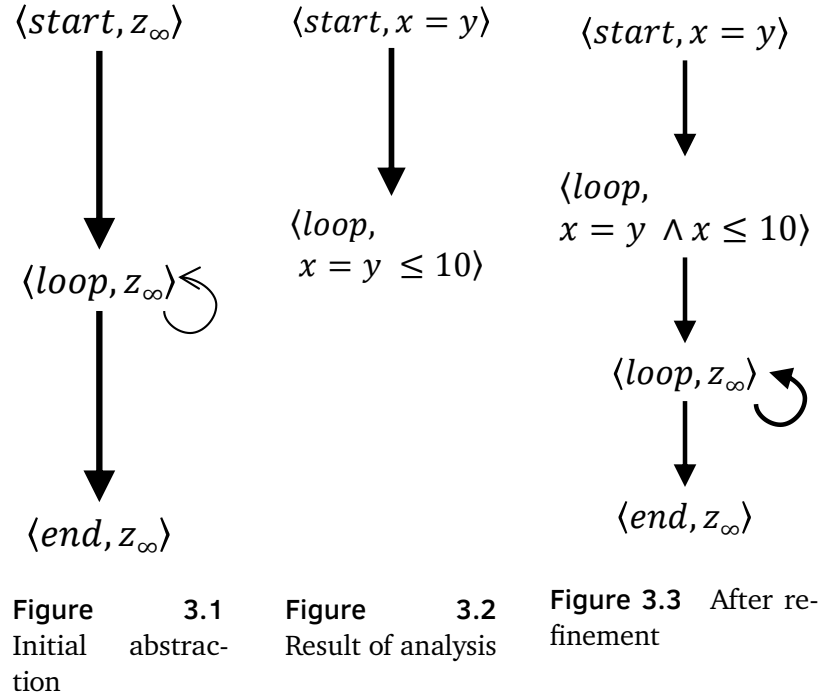 ⟨start, z∞⟩
⟨loop, z∞⟩
⟨end, z∞⟩
Figure 3.1
Initial abstrac-
tion
⟨start, x = y⟩
⟨loop,
x = y ≤ 10⟩
Figure 3.2
Result of analysis
⟨start, x = y⟩
⟨loop,
x = y ∧ x ≤ 10⟩
⟨loop, z∞⟩
⟨end, z∞⟩
Figure 3.3 After re-
finement